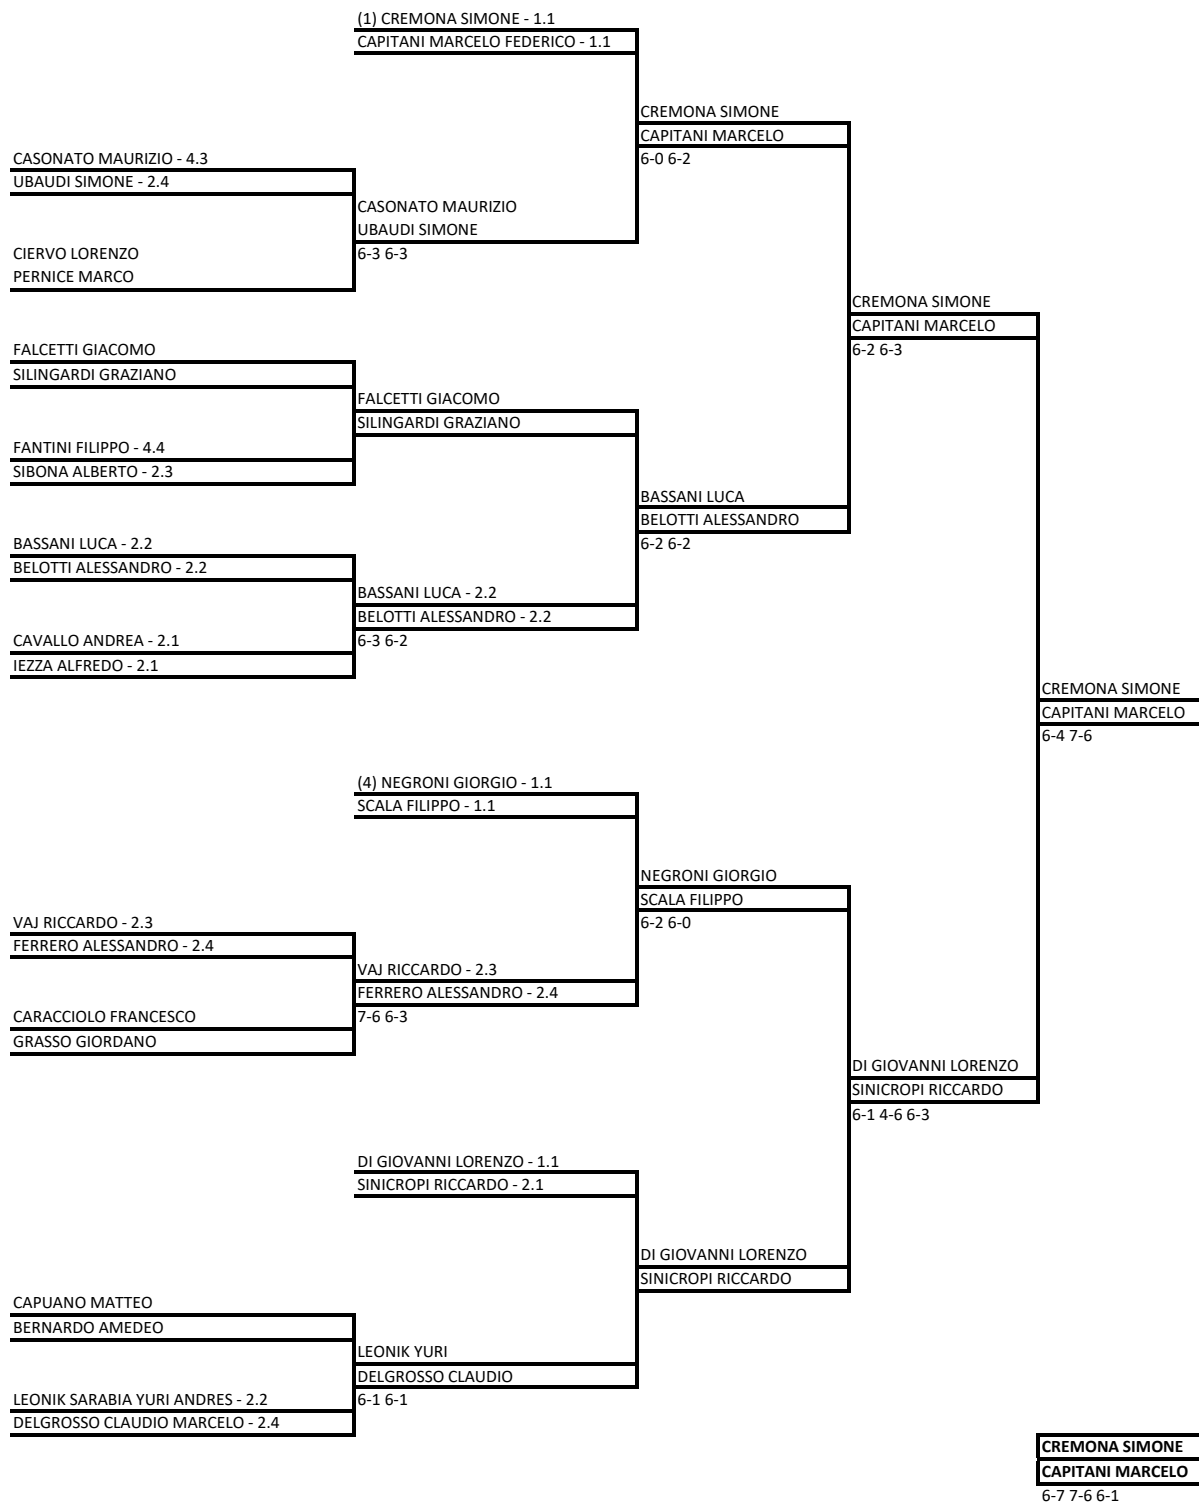 (1) CREMONA SIMONE - 1.1
CAPITANI MARCELO FEDERICO - 1.1
CREMONA SIMONE
CAPITANI MARCELO
6-0 6-2
CASONATO MAURIZIO - 4.3
UBAUDI SIMONE - 2.4
CASONATO MAURIZIO
UBAUDI SIMONE
6-3 6-3
CIERVO LORENZO
PERNICE MARCO
CREMONA SIMONE
CAPITANI MARCELO
6-2 6-3
FALCETTI GIACOMO
SILINGARDI GRAZIANO
FALCETTI GIACOMO
SILINGARDI GRAZIANO
FANTINI FILIPPO - 4.4
SIBONA ALBERTO - 2.3
BASSANI LUCA
BELOTTI ALESSANDRO
6-2 6-2
BASSANI LUCA - 2.2
BELOTTI ALESSANDRO - 2.2
BASSANI LUCA - 2.2
BELOTTI ALESSANDRO - 2.2
6-3 6-2
CAVALLO ANDREA - 2.1
IEZZA ALFREDO - 2.1
CREMONA SIMONE
CAPITANI MARCELO
6-4 7-6
(4) NEGRONI GIORGIO - 1.1
SCALA FILIPPO - 1.1
NEGRONI GIORGIO
SCALA FILIPPO
6-2 6-0
VAJ RICCARDO - 2.3
FERRERO ALESSANDRO - 2.4
VAJ RICCARDO - 2.3
FERRERO ALESSANDRO - 2.4
7-6 6-3
CARACCIOLO FRANCESCO
GRASSO GIORDANO
DI GIOVANNI LORENZO
SINICROPI RICCARDO
6-1 4-6 6-3
DI GIOVANNI LORENZO - 1.1
SINICROPI RICCARDO - 2.1
DI GIOVANNI LORENZO
SINICROPI RICCARDO
CAPUANO MATTEO
BERNARDO AMEDEO
LEONIK YURI
DELGROSSO CLAUDIO
6-1 6-1
LEONIK SARABIA YURI ANDRES - 2.2
DELGROSSO CLAUDIO MARCELO - 2.4
CREMONA SIMONE
CAPITANI MARCELO
6-7 7-6 6-1